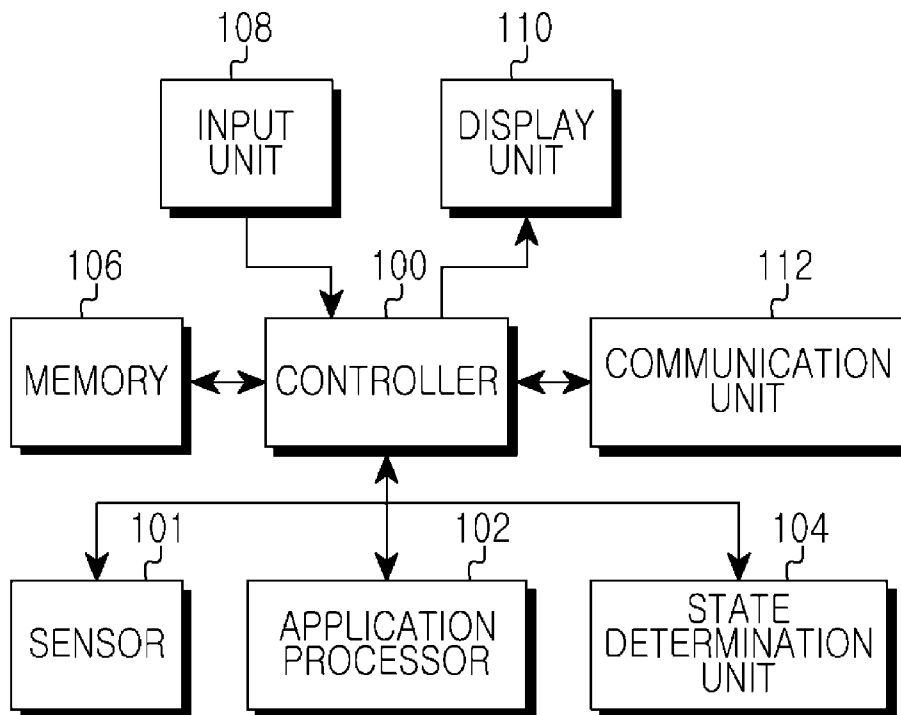 108
110
INPUT
UNIT
DISPLAY
UNIT
106
100
112
MEMORY
CONTROLLER
COMMUNICATION
UNIT
101
102
104
SENSOR
APPLICATION
PROCESSOR
STATE
DETERMINATION
UNIT